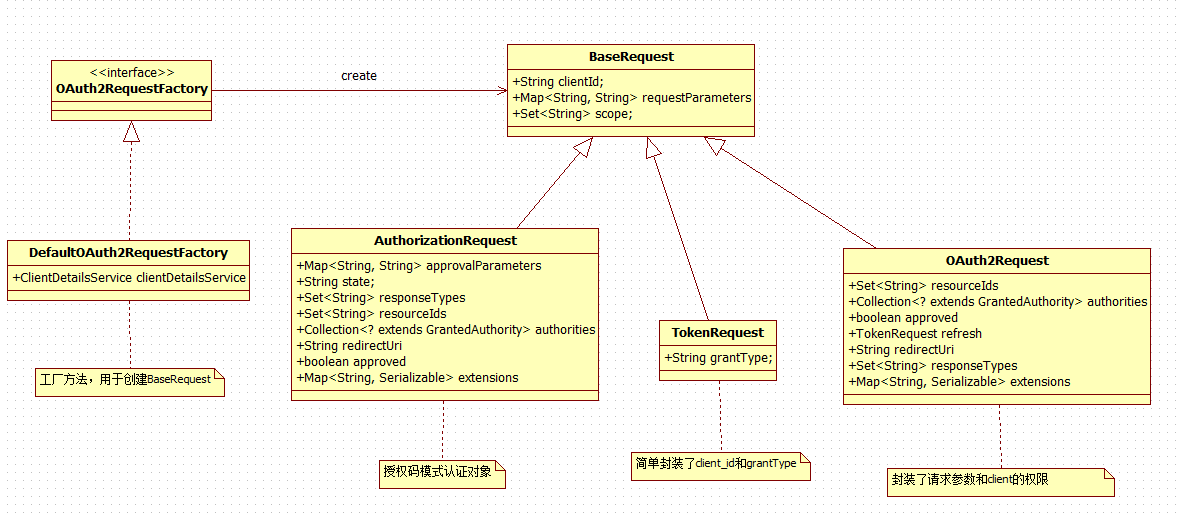 <<interface>>
OAuth2RequestFactory
create
BaseRequest
+String clientId;
+Map<String, String> requestParameters
+Set<String> scope;
DefaultOAuth2RequestFactory
+ClientDetailsService clientDetailsService
工厂方法，用于创建BaseRequest
AuthorizationRequest
+Map<String, String> approvalParameters
+String state;
+Set<String> responseTypes
+Set<String> resourceIds
+Collection<? extends GrantedAuthority> authorities
+String redirectUri
+boolean approved
+Map<String, Serializable> extensions
授权码模式认证对象
TokenRequest
+String grantType;
简单封装了client_id和grantType
OAuth2Request
+Set<String> resourceIds
+Collection<? extends GrantedAuthority> authorities
+boolean approved
+TokenRequest refresh
+String redirectUri
+Set<String> responseTypes
+Map<String, Serializable> extensions
封装了请求参数和client的权限